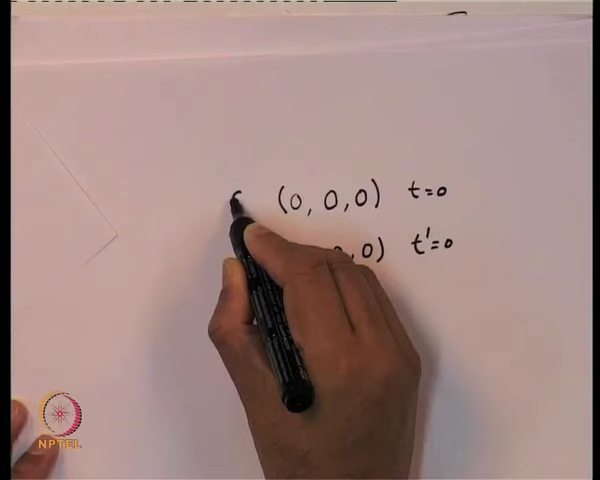 (0, 0, 0) t=0
, 0) t'=0
NPTEL